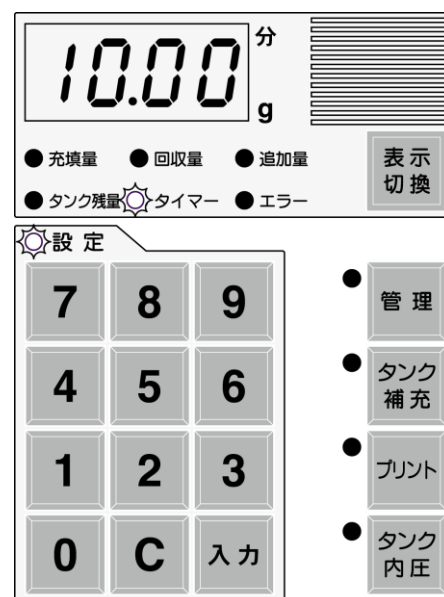 10.00 分
g
充填量 回収量 追加量 表示
タンク残量 タイマー エラー 切換
設定
7 8 9 管理
4 5 6 タンク
補充
1 2 3 プリント
0 C 入力 タンク
内圧